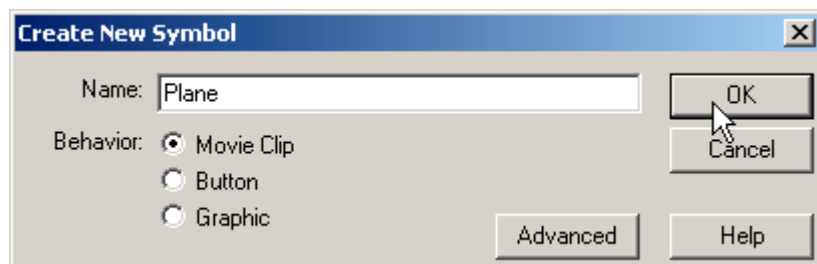 Create New Symbol
Name: Plane OK
Behavior: Movie Clip Cancel
Button
Graphic
Advanced Help